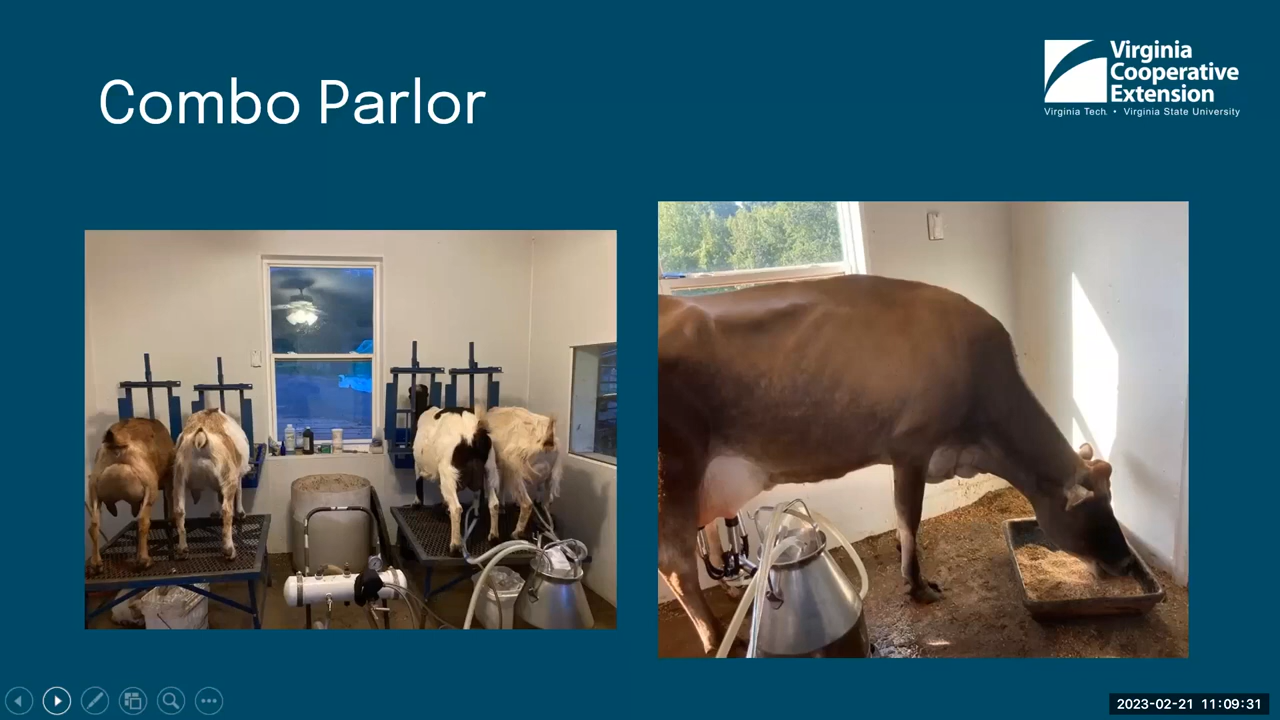 Combo Parlor
Virginia
Cooperative
Extension
Virginia Tech. • Virginia State University
2023-02-21 11:09:31